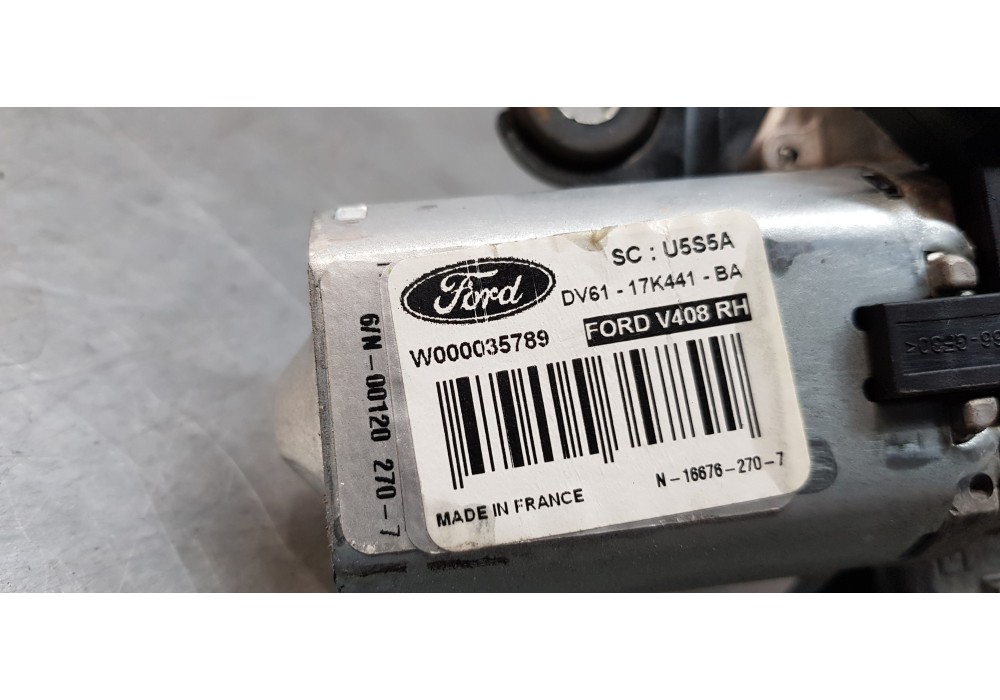 SC : U5S5A
Ford
DV61 - 17K441 - BA
FORD V408 RH
W000035789
N-16676-270-7
MADE IN FRANCE
6/N-00120 270-7